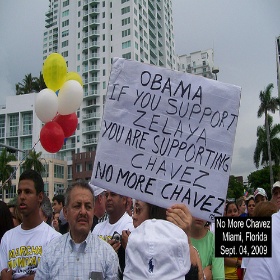 OBAMA
IF YOU SUPPORT
ZELAYA
YOU ARE SUPPORTING
CHAVEZ
NO MORE CHAVEZ
No More Chavez
Miami, Florida
Sept. 04, 2009